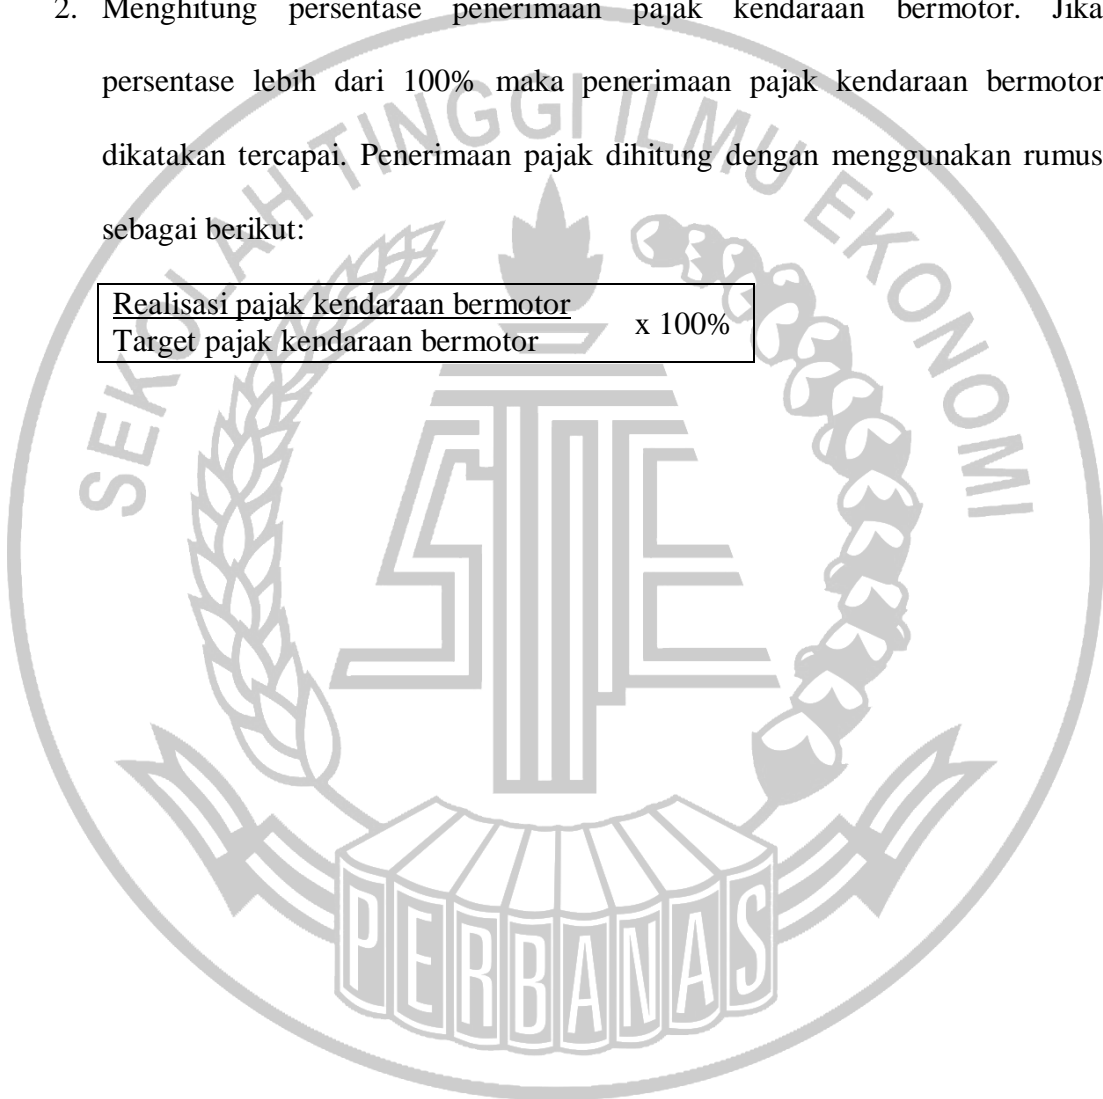 2. Menghitung persentase penerimaan pajak kendaraan bermotor. Jika
persentase lebih dari 100% maka penerimaan pajak kendaraan bermotor
dikatakan tercapai. Penerimaan pajak dihitung dengan menggunakan rumus
sebagai berikut:
Realisasi pajak kendaraan bermotor
Target pajak kendaraan bermotor
x 100%
SEKOLAH TINGGI ILMU EKONOMI
STIE
PERBANAS